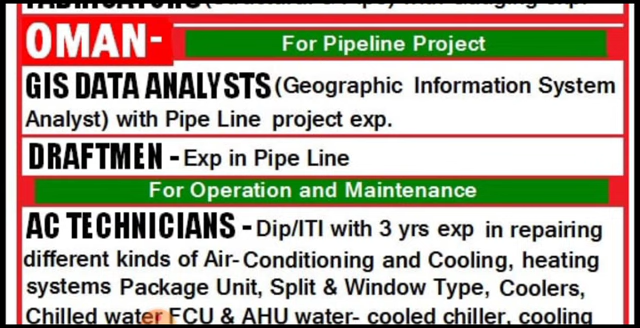 OMAN-
For Pipeline Project
GIS DATA ANALYSTS (Geographic Information System
Analyst) with Pipe Line project exp.
DRAFTMEN - Exp in Pipe Line
For Operation and Maintenance
AC TECHNICIANS - Dip/ITI with 3 yrs exp in repairing
different kinds of Air-Conditioning and Cooling, heating
systems Package Unit, Split & Window Type, Coolers,
Chilled water FCU & AHU water- cooled chiller, cooling